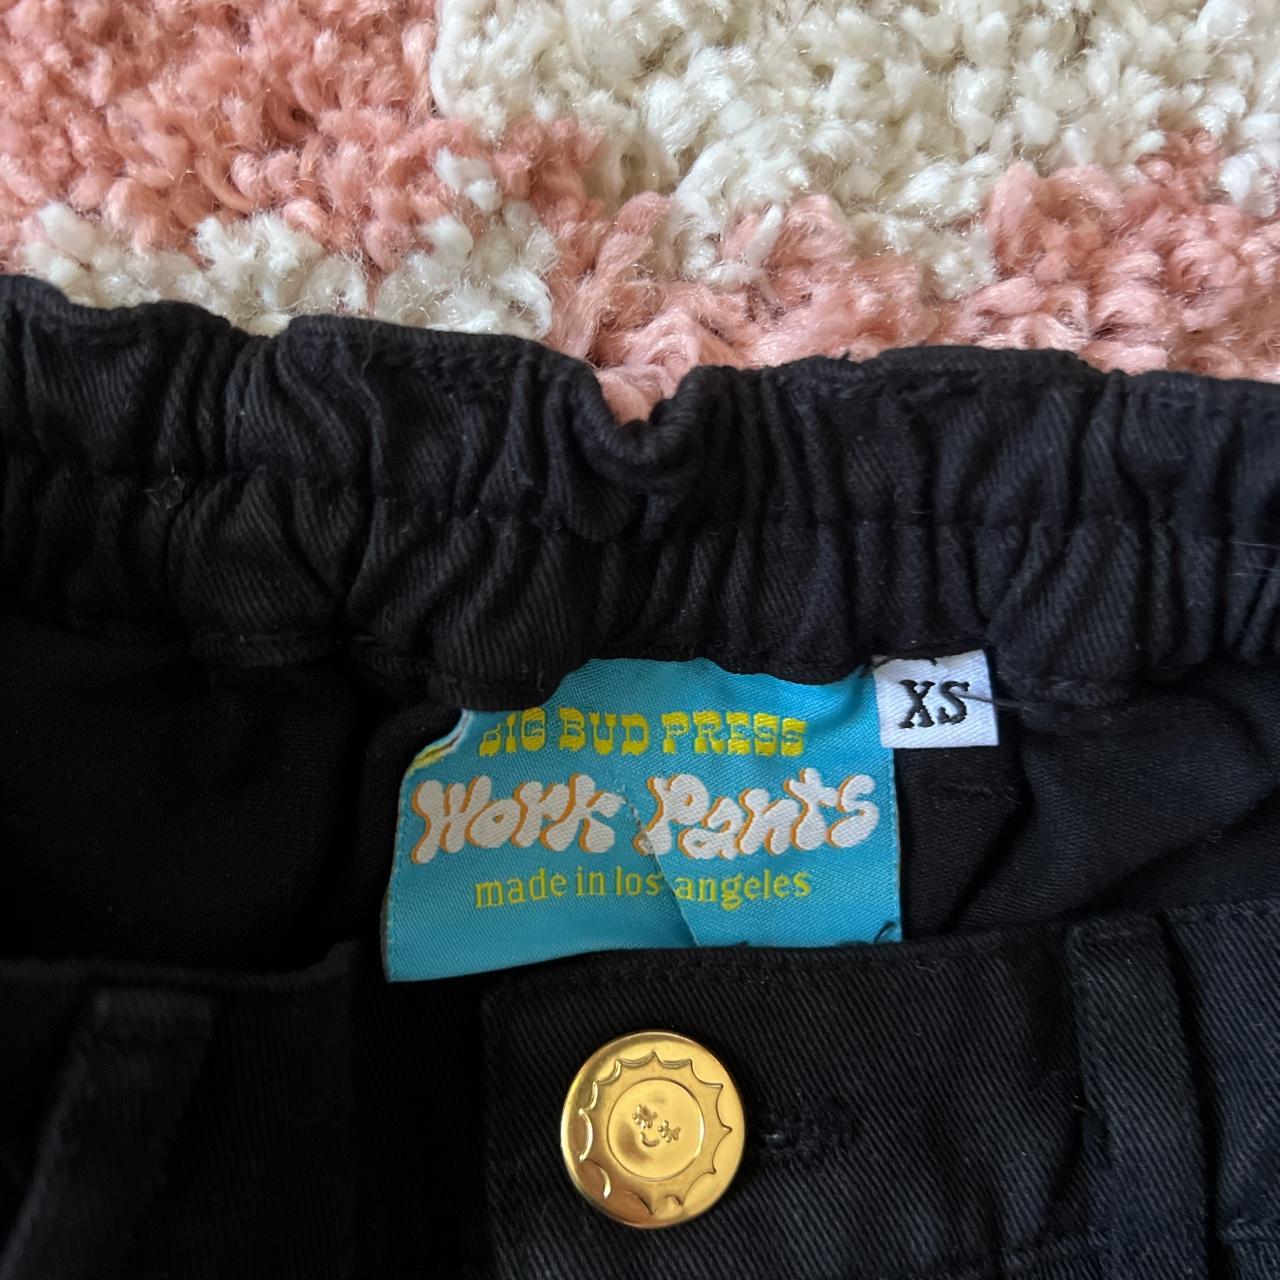 BIG BUD PRESS
XS
Work Pants
made in los angeles